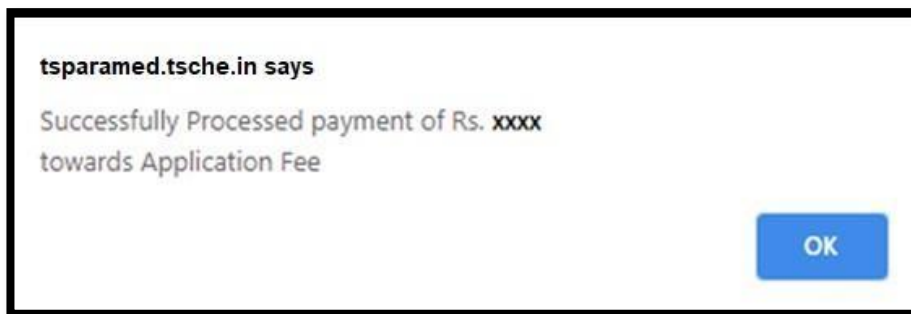 tsparamed.tsche.in says
Successfully Processed payment of Rs. xxxx
towards Application Fee
OK